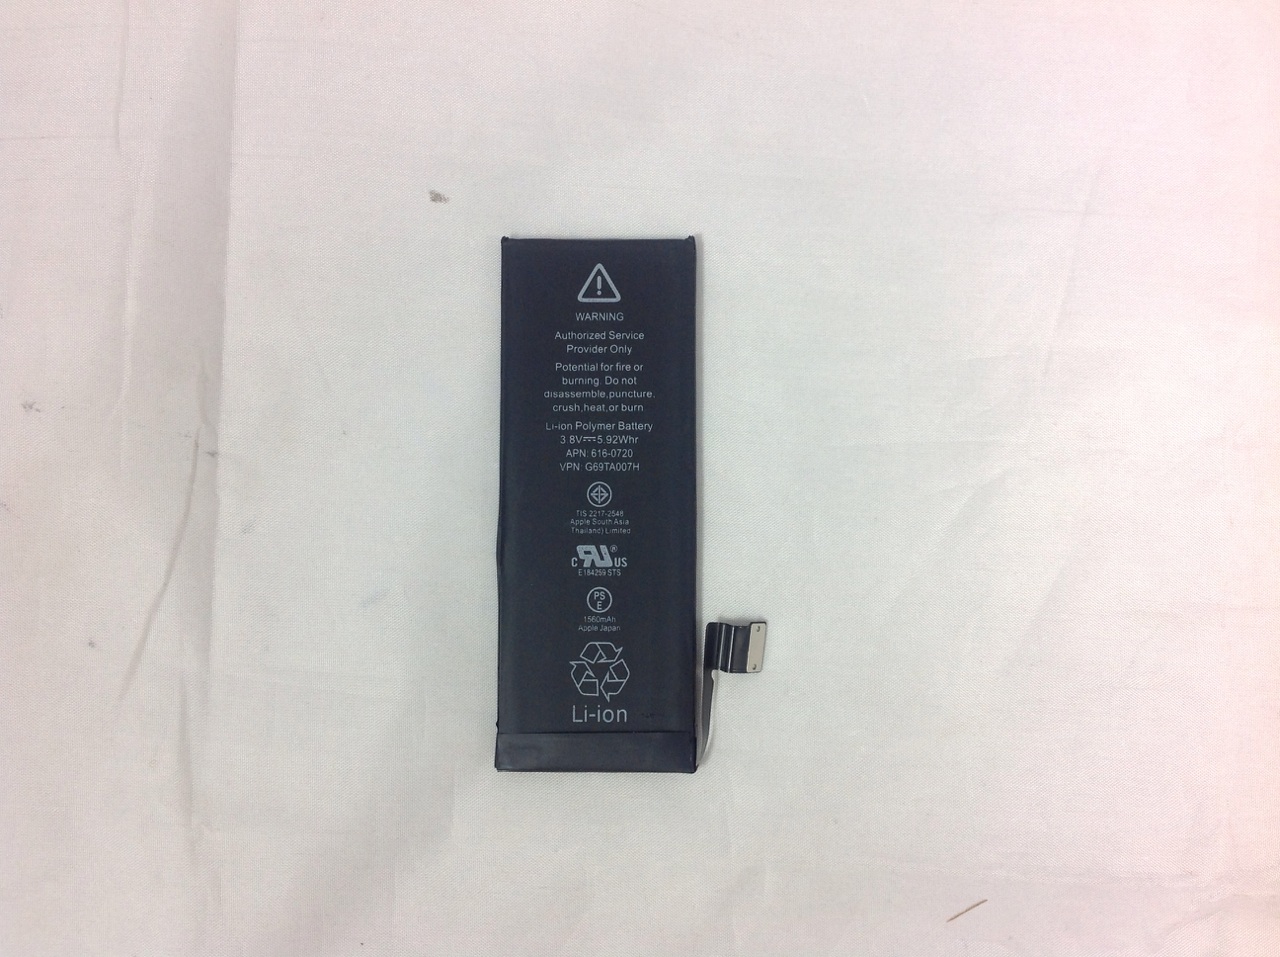 WARNING
Authorized Service
Provider Only
Potential for fire or
burning. Do not
disassemble,puncture,
crush,heat,or burn
Li-ion Polymer Battery
3.8V⎓5.92Whr
APN: 616-0720
VPN: G69TA007H
TIS 2217-2548
Apple South Asia
Thailand) Limited
c RU ® US
E184259 STS
PS
E
1560mAh
Apple Japan
Li-ion